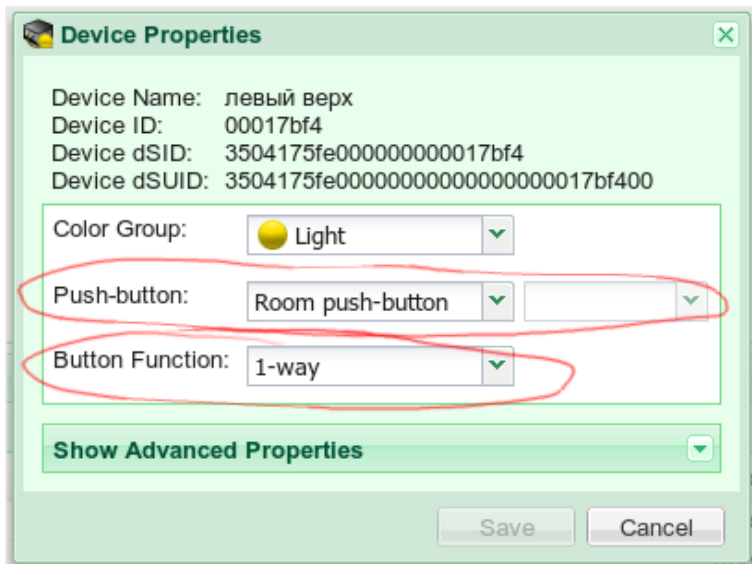 Device Properties
Device Name: левый верх
Device ID: 00017bf4
Device dSID: 3504175fe000000000017bf4
Device dSUID: 3504175fe00000000000000000017bf400
Color Group: Light
Push-button: Room push-button
Button Function: 1-way
Show Advanced Properties
Save Cancel